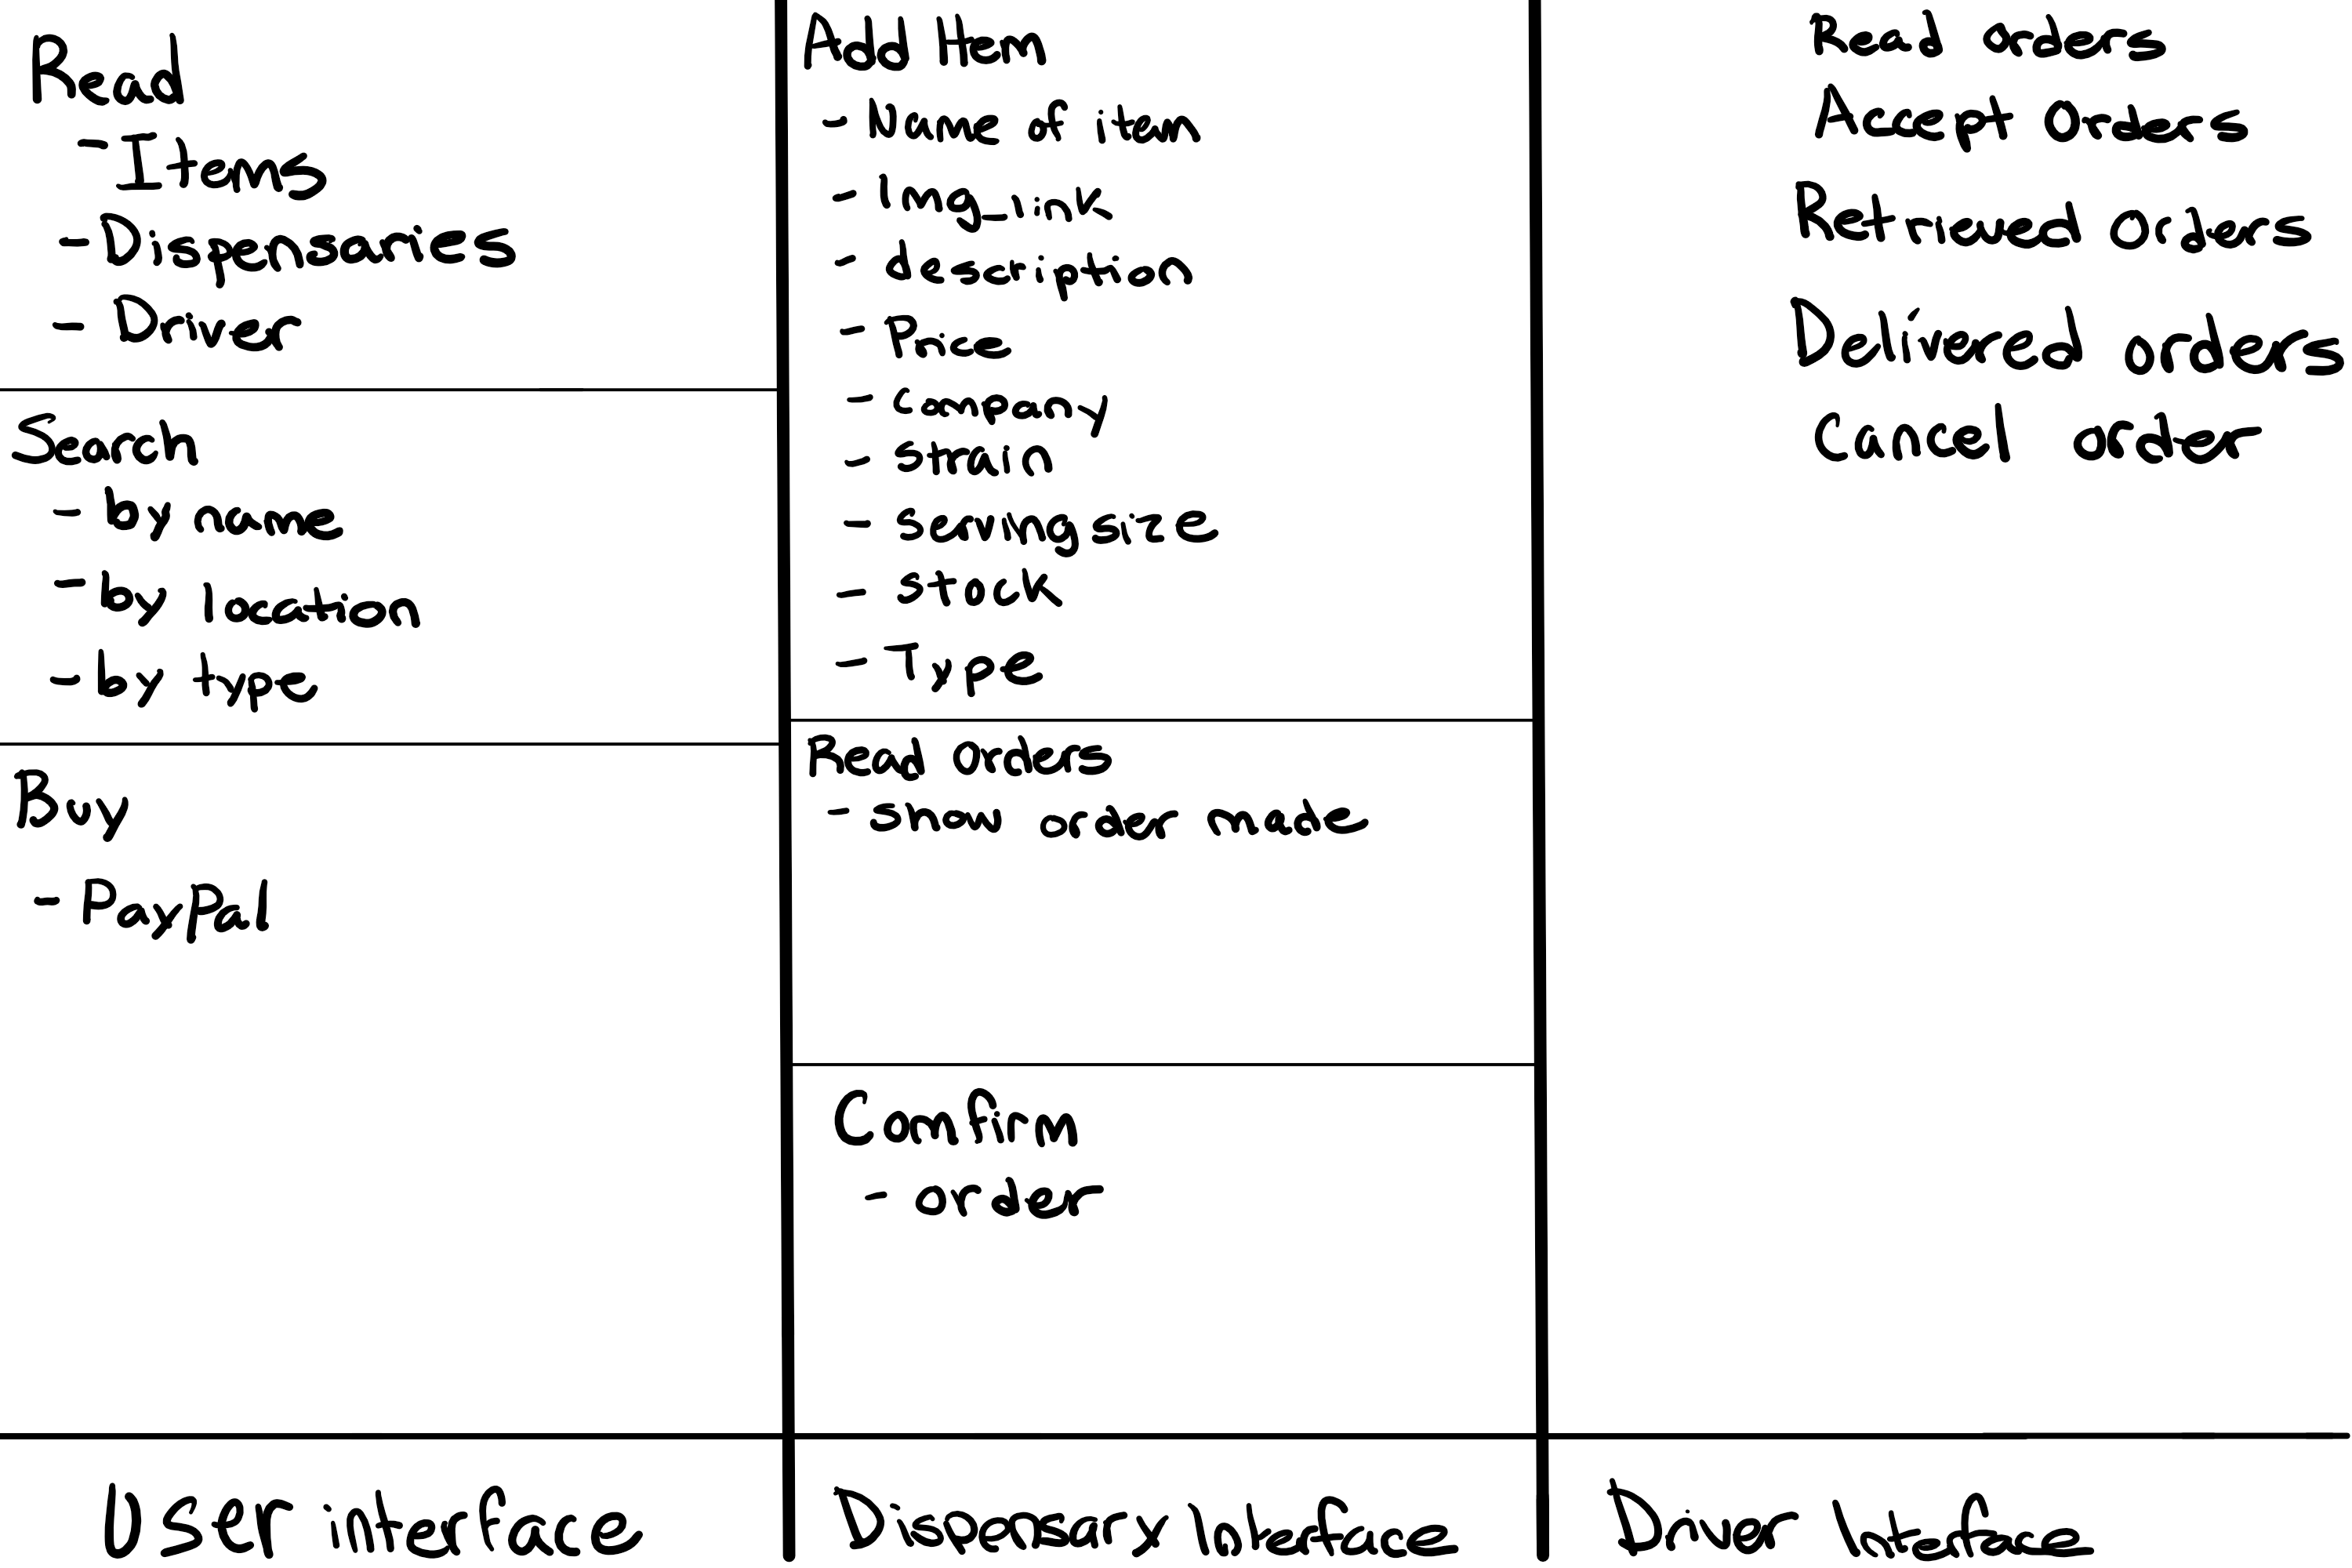 Read
- Items
- Dispensaries
- Driver
Search
- by name
- by location
- by type
Buy
- PayPal
User interface
Add Item
- Name of item
- Img_link
- description
- Price
- Company
- strain
- serving size
- stock
- Type
Read Orders
- show order made
Comfirm
- order
Dispensary Interface
Read orders
Accept Orders
Retrieved orders
Delivered orders
Cancel order
Driver Interface